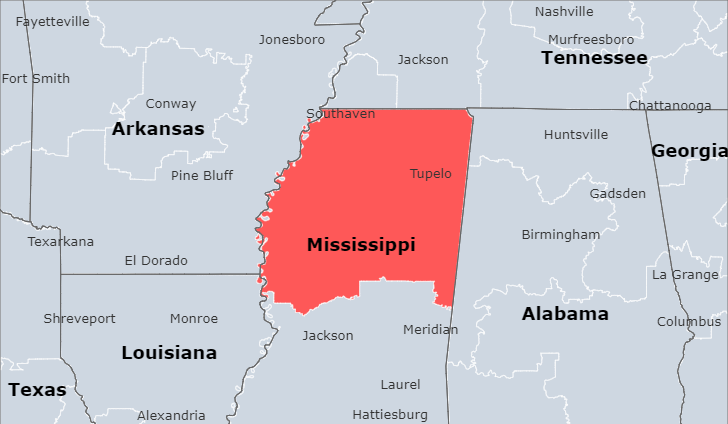 Nashville
Fayetteville
Jonesboro
Murfreesboro
Jackson
Tennessee
Fort Smith
Conway
Southaven
Chattanooga
Arkansas
Huntsville
Georgia
Pine Bluff
Tupelo
Gadsden
Texarkana
Birmingham
Mississippi
El Dorado
La Grange
Shreveport
Monroe
Alabama
Columbus
Jackson
Meridian
Louisiana
Laurel
Texas
Alexandria
Hattiesburg